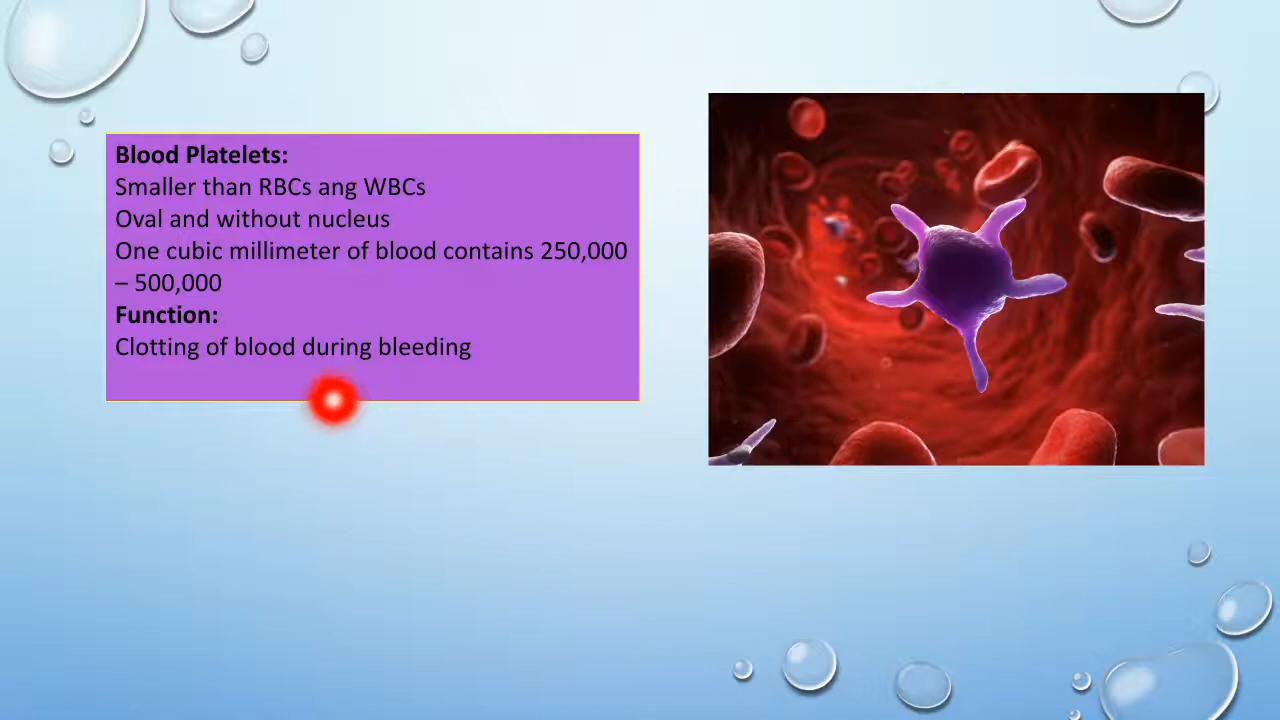 Blood Platelets:
Smaller than RBCs ang WBCs
Oval and without nucleus
One cubic millimeter of blood contains 250,000
– 500,000
Function:
Clotting of blood during bleeding